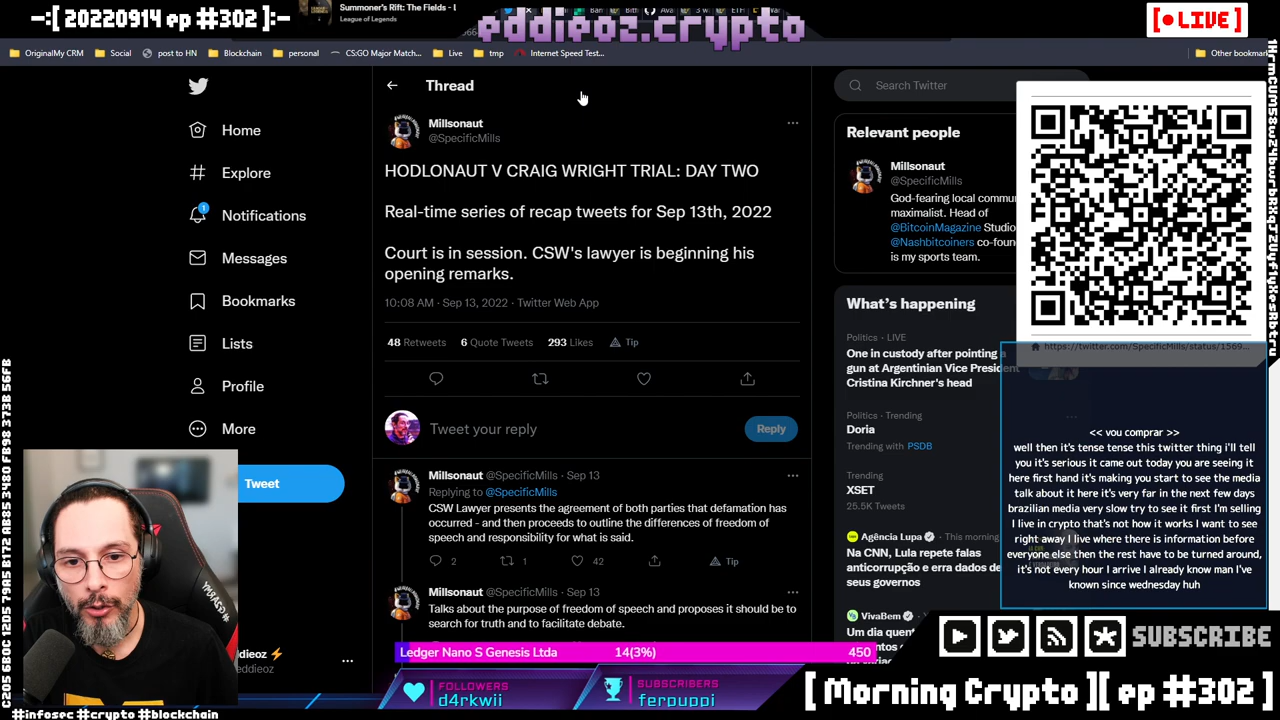 -:[ 20220914 ep #302 ]:-
Summoner's Rift: The Fields - L
League of Legends
eddieoz.crypto
[●LIVE]
OriginalMy CRM
Social
post to HN
Blockchain
personal
CS:GO Major Match...
Live
tmp
Internet Speed Test...
Other bookmar
Home
Explore
1
Notifications
Messages
Bookmarks
Lists
Profile
More
Tweet
ddieoz⚡
eddieoz
Thread
Millsonaut
@SpecificMills
HODLONAUT V CRAIG WRIGHT TRIAL: DAY TWO
Real-time series of recap tweets for Sep 13th, 2022
Court is in session. CSW's lawyer is beginning his
opening remarks.
10:08 AM · Sep 13, 2022 · Twitter Web App
48 Retweets 6 Quote Tweets 293 Likes Tip
Tweet your reply
Reply
Millsonaut @SpecificMills · Sep 13
Replying to @SpecificMills
CSW Lawyer presents the agreement of both parties that defamation has
occurred - and then proceeds to outline the differences of freedom of
speech and responsibility for what is said.
2 1 42 Tip
Millsonaut @SpecificMills · Sep 13
Talks about the purpose of freedom of speech and proposes it should be to
search for truth and to facilitate debate.
Search Twitter
Relevant people
Millsonaut
@SpecificMills
God-fearing local commu
maximalist. Head of
@BitcoinMagazine Studio
@Nashbitcoiners co-foun
is my sports team.
What's happening
Politics · LIVE
One in custody after pointing a
gun at Argentinian Vice President
Cristina Kirchner's head
Politics · Trending
Doria
Trending with PSDB
Trending
XSET
25.5K Tweets
Agência Lupa · This morning
Na CNN, Lula repete falas
anticorrupção e erra dados de
seus governos
VivaBem
Um dia quent
https://twitter.com/SpecificMills/status/1569...
<< vou comprar >>
well then it's tense tense this twitter thing i'll tell
you it's serious it came out today you are seeing it
here first hand it's making you start to see the media
talk about it here it's very far in the next few days
brazilian media very slow try to see it first I'm selling
I live in crypto that's not how it works I want to see
right away I live where there is information before
everyone else then the rest have to be turned around,
it's not every hour I arrive I already know man I've
known since wednesday huh
SUBSCRIBE
Ledger Nano S Genesis Ltda 14(3%) 450
FOLLOWERS
d4rkwii
SUBSCRIBERS
ferpuppi
[ Morning Crypto ][ ep #302 ]
#infosec #crypto #blockchain